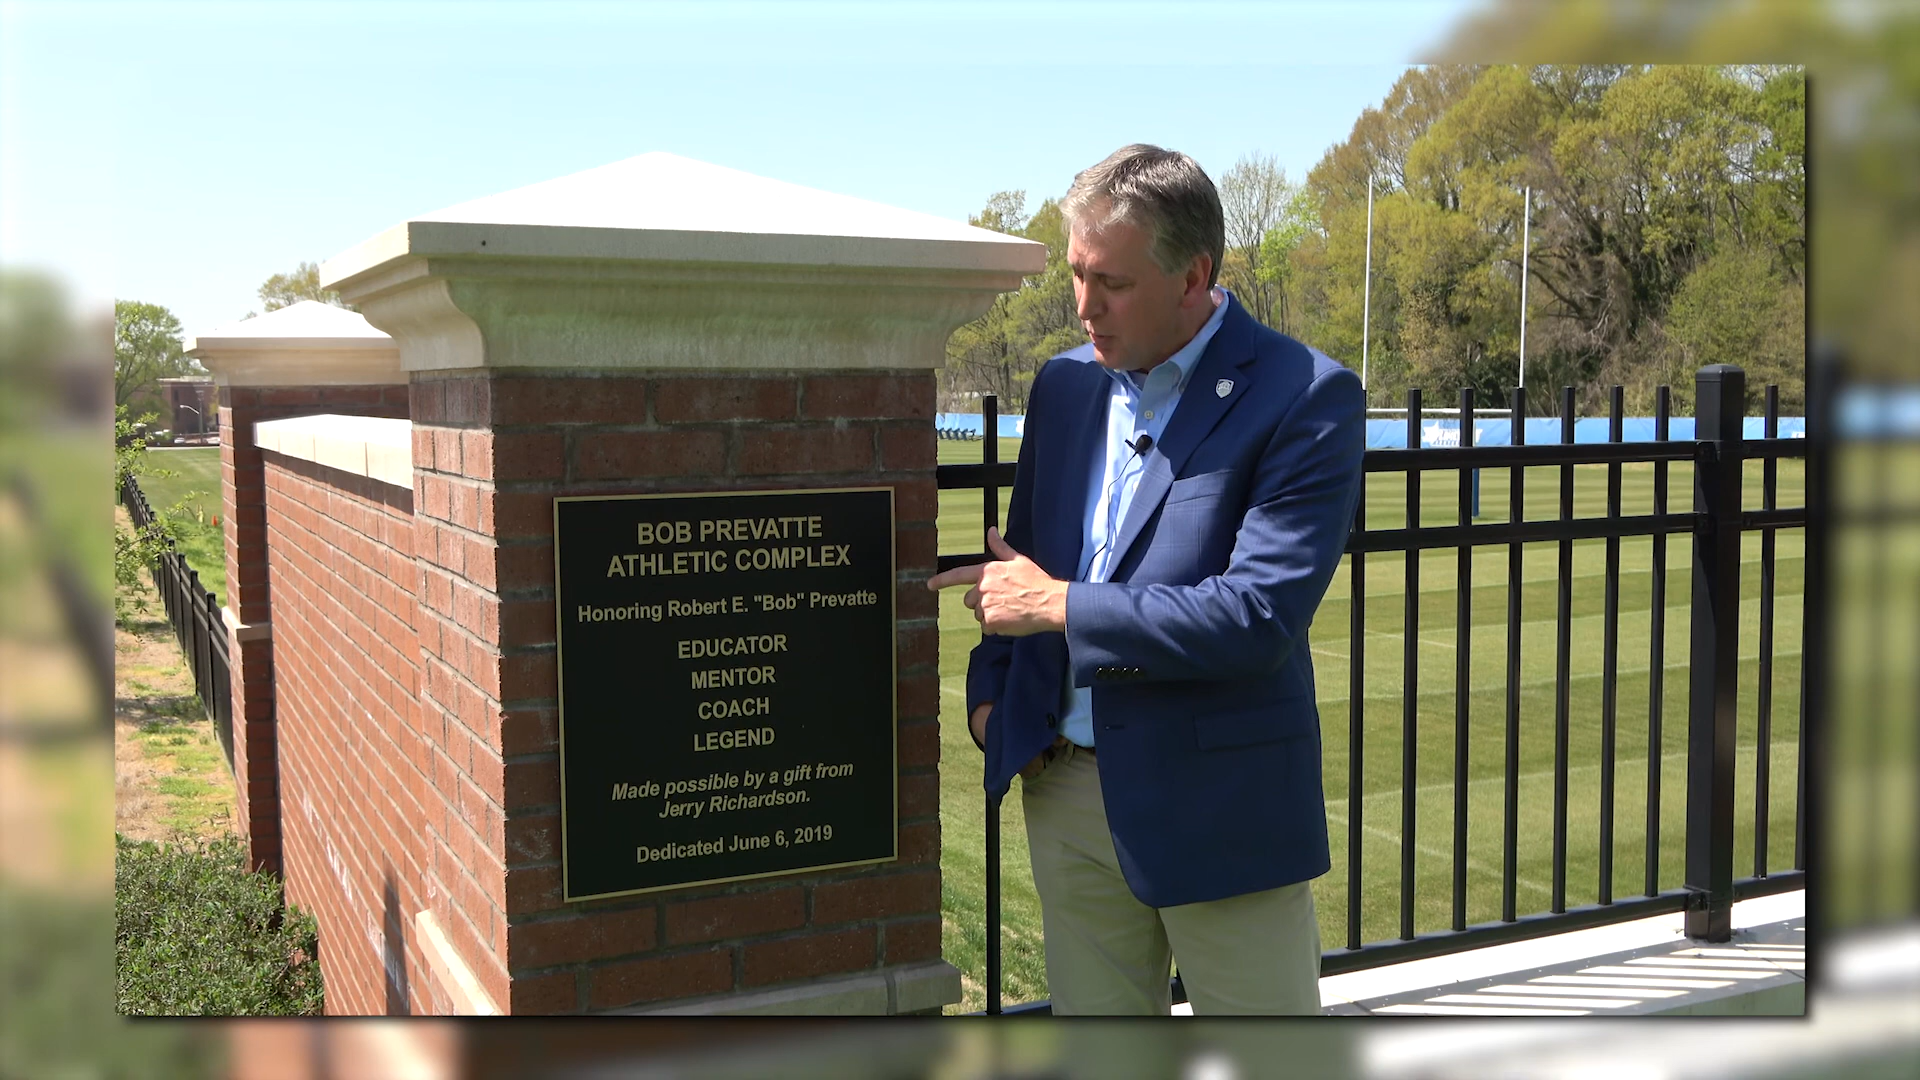 BOB PREVATTE
ATHLETIC COMPLEX
Honoring Robert E. "Bob" Prevatte
EDUCATOR
MENTOR
COACH
LEGEND
Made possible by a gift from
Jerry Richardson.
Dedicated June 6, 2019